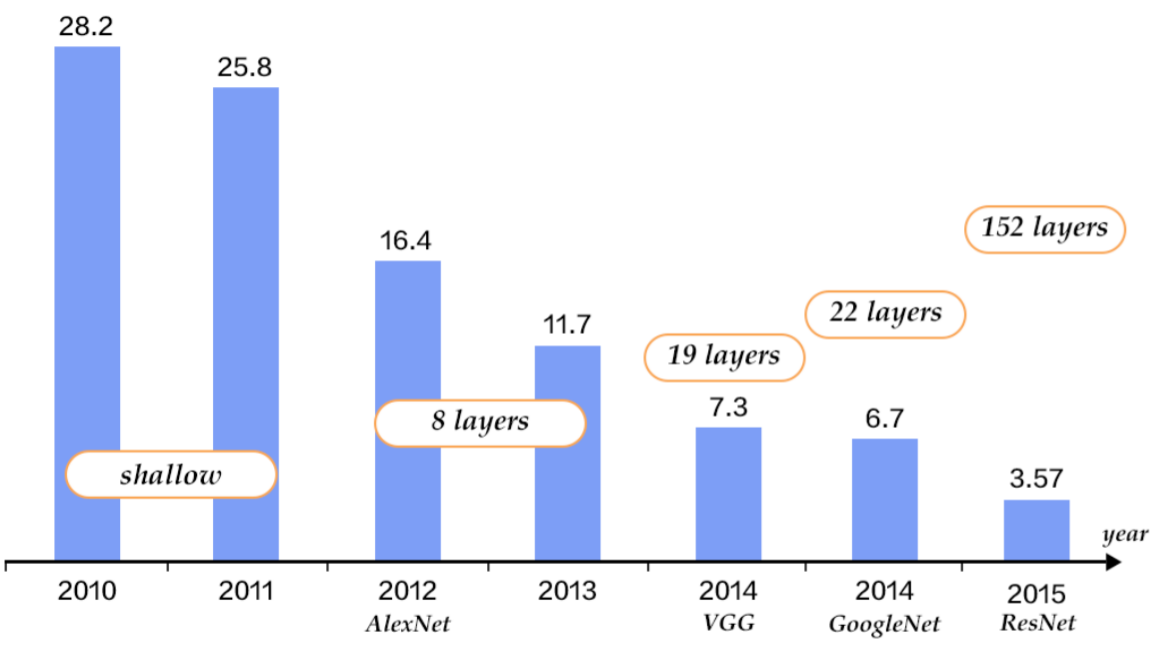 28.2
25.8
16.4
11.7
7.3
6.7
3.57
152 layers
22 layers
19 layers
8 layers
shallow
year
2010
2011
2012
2013
2014
2014
2015
AlexNet
VGG
GoogleNet
ResNet